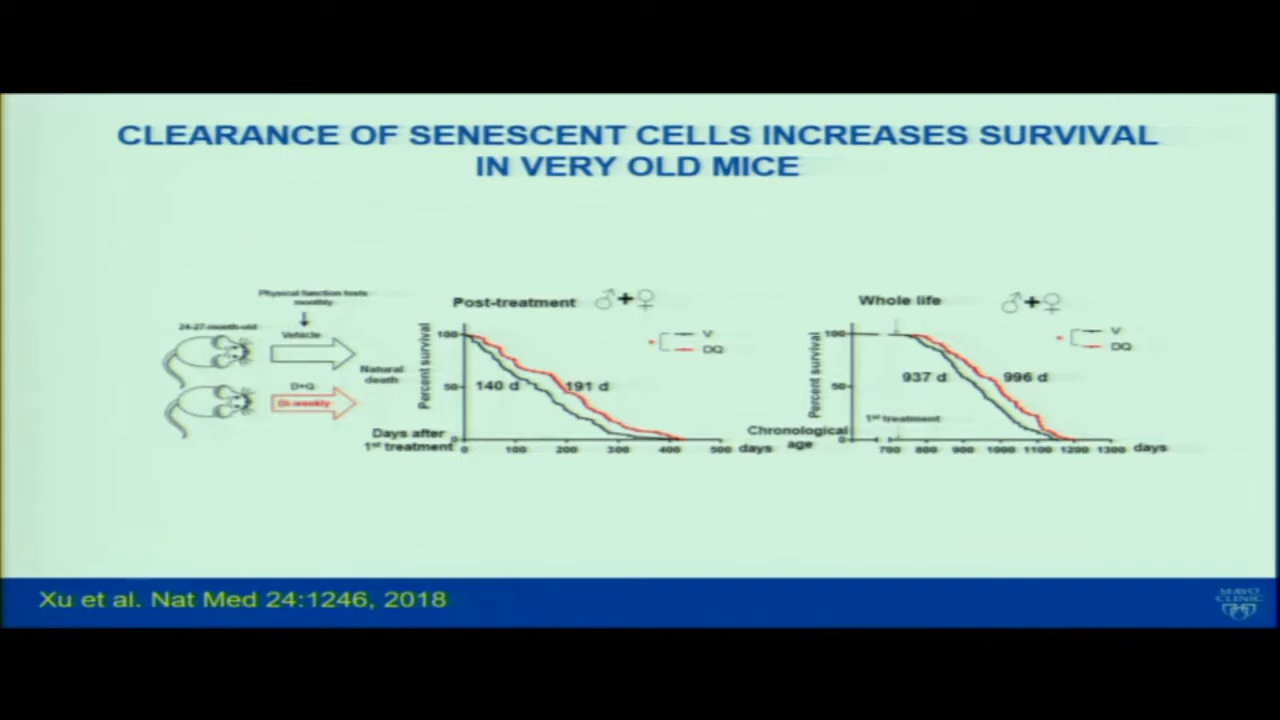 CLEARANCE OF SENESCENT CELLS INCREASES SURVIVAL
IN VERY OLD MICE
Physical function tests
monthly
24-27-month-old
Vehicle
D+Q
Bi-weekly
Natural
death
Post-treatment ♂+♀
Percent survival
100
50
0
V
DQ
*
140 d
191 d
Days after
1st treatment
0 100 200 300 400 500 days
Whole life ♂+♀
Percent survival
100
50
0
V
DQ
*
937 d
996 d
1st treatment
Chronological
age
700 800 900 1000 1100 1200 1300 days
Xu et al. Nat Med 24:1246, 2018
MAYO
CLINIC